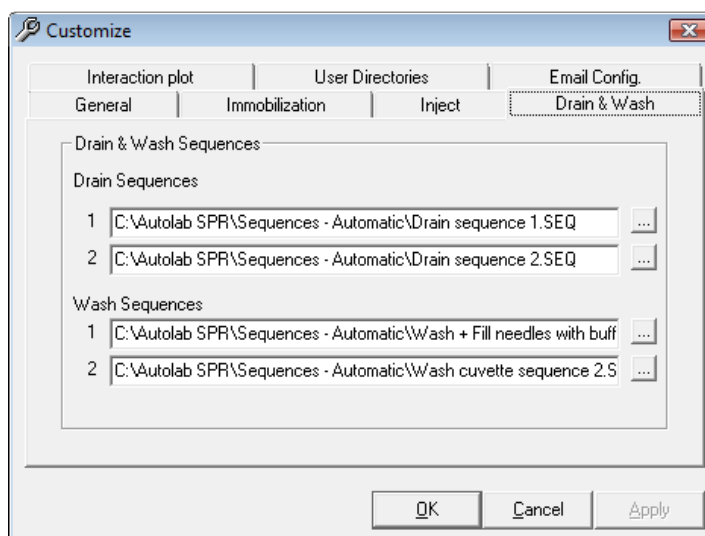 Customize
Interaction plot User Directories Email Config.
General Immobilization Inject Drain & Wash
Drain & Wash Sequences
Drain Sequences
1 C:\Autolab SPR\Sequences - Automatic\Drain sequence 1.SEQ ...
2 C:\Autolab SPR\Sequences - Automatic\Drain sequence 2.SEQ ...
Wash Sequences
1 C:\Autolab SPR\Sequences - Automatic\Wash + Fill needles with buff ...
2 C:\Autolab SPR\Sequences - Automatic\Wash cuvette sequence 2.S ...
OK Cancel Apply